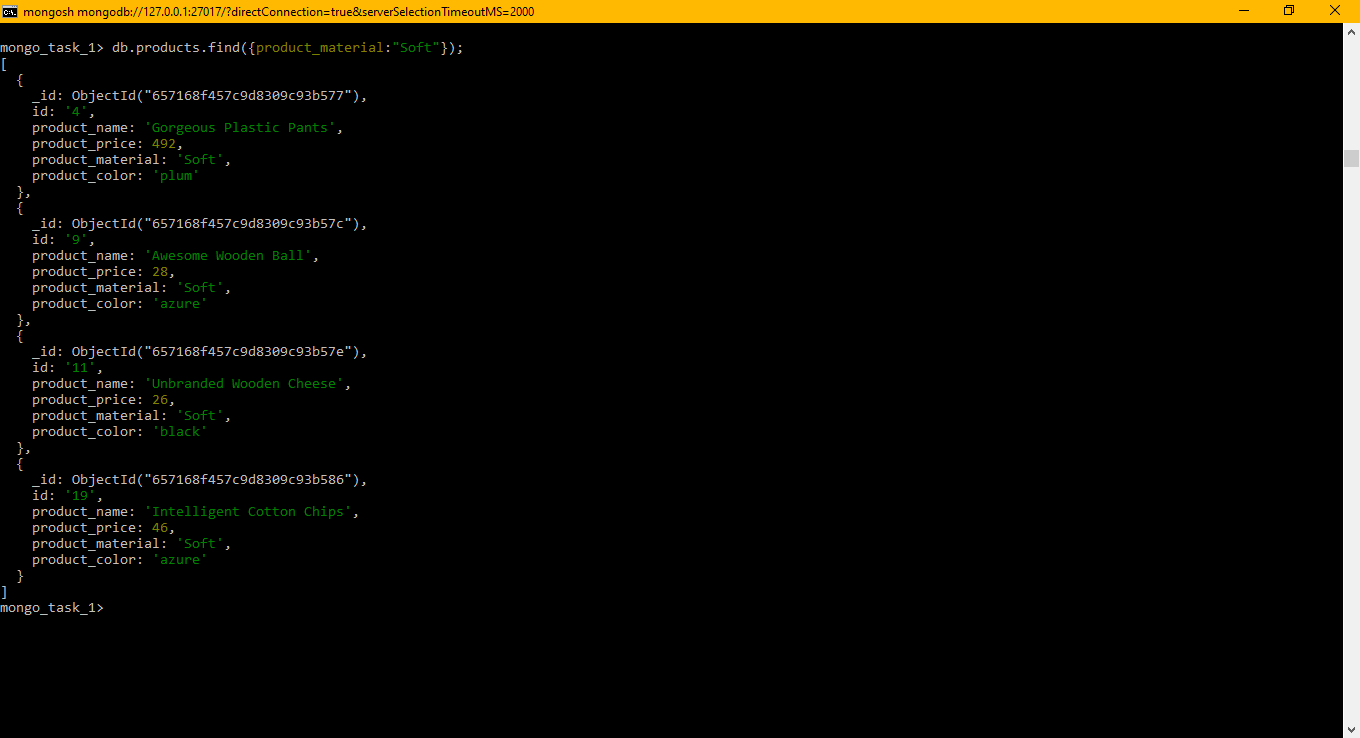 mongosh mongodb://127.0.0.1:27017/?directConnection=true&serverSelectionTimeoutMS=2000
mongo_task_1> db.products.find({product_material:"Soft"});
[
  {
    _id: ObjectId("657168f457c9d8309c93b577"),
    id: '4',
    product_name: 'Gorgeous Plastic Pants',
    product_price: 492,
    product_material: 'Soft',
    product_color: 'plum'
  },
  {
    _id: ObjectId("657168f457c9d8309c93b57c"),
    id: '9',
    product_name: 'Awesome Wooden Ball',
    product_price: 28,
    product_material: 'Soft',
    product_color: 'azure'
  },
  {
    _id: ObjectId("657168f457c9d8309c93b57e"),
    id: '11',
    product_name: 'Unbranded Wooden Cheese',
    product_price: 26,
    product_material: 'Soft',
    product_color: 'black'
  },
  {
    _id: ObjectId("657168f457c9d8309c93b586"),
    id: '19',
    product_name: 'Intelligent Cotton Chips',
    product_price: 46,
    product_material: 'Soft',
    product_color: 'azure'
  }
]
mongo_task_1>